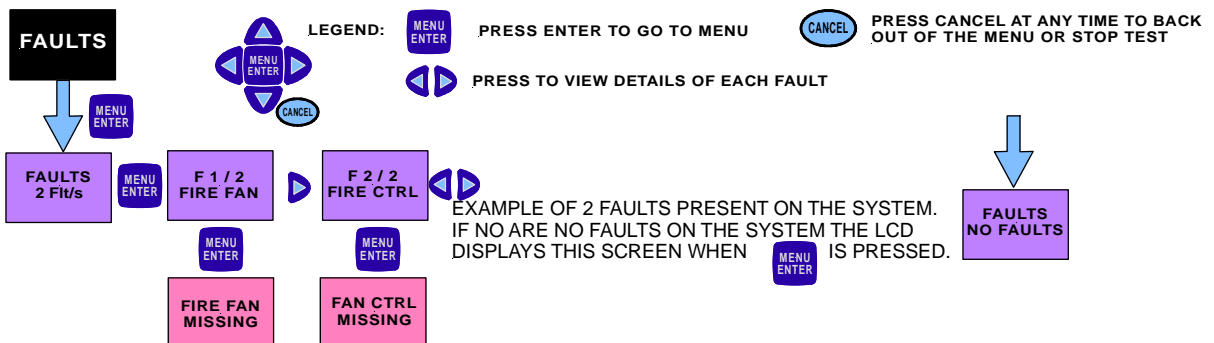 FAULTS
LEGEND:
MENU
ENTER
PRESS ENTER TO GO TO MENU
CANCEL
PRESS CANCEL AT ANY TIME TO BACK
OUT OF THE MENU OR STOP TEST
MENU
ENTER
CANCEL
PRESS TO VIEW DETAILS OF EACH FAULT
MENU
ENTER
FAULTS
2 Flt/s
MENU
ENTER
F 1 / 2
FIRE FAN
F 2 / 2
FIRE CTRL
EXAMPLE OF 2 FAULTS PRESENT ON THE SYSTEM.
IF NO ARE NO FAULTS ON THE SYSTEM THE LCD
DISPLAYS THIS SCREEN WHEN MENU ENTER IS PRESSED.
FAULTS
NO FAULTS
MENU
ENTER
MENU
ENTER
FIRE FAN
MISSING
FAN CTRL
MISSING